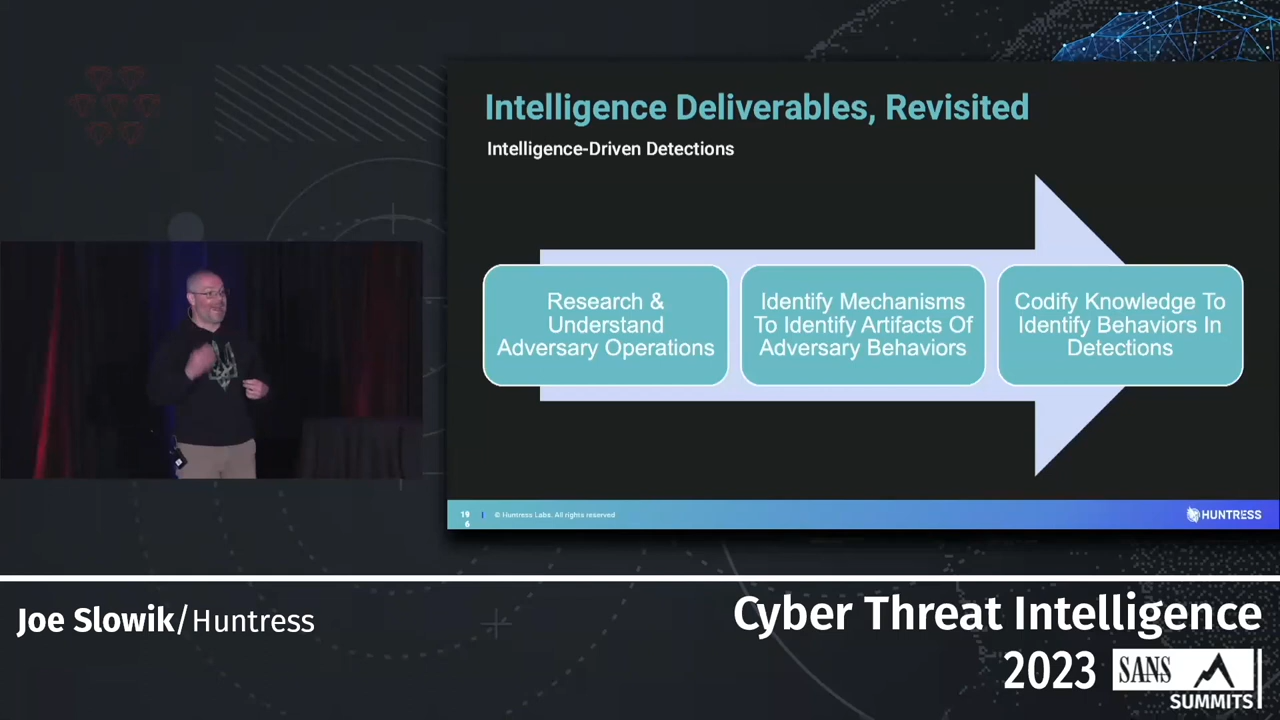 Intelligence Deliverables, Revisited
Intelligence-Driven Detections
Research &
Understand
Adversary Operations
Identify Mechanisms
To Identify Artifacts Of
Adversary Behaviors
Codify Knowledge To
Identify Behaviors In
Detections
19
6
© Huntress Labs. All rights reserved
HUNTRESS
Joe Slowik/Huntress
Cyber Threat Intelligence
2023
SANS
SUMMITS